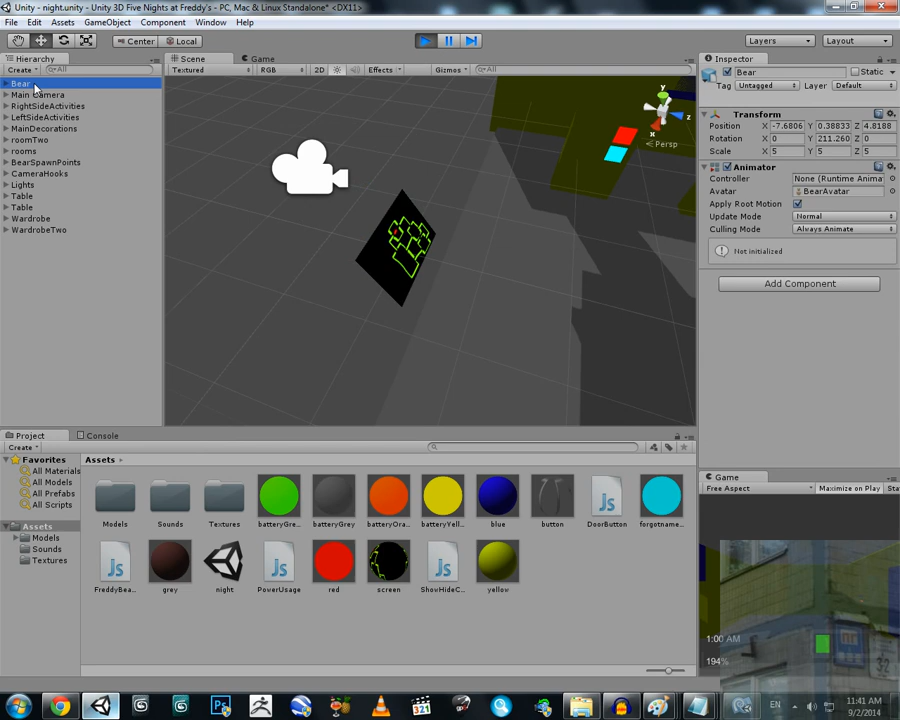 Unity - night.unity - Unity 3D Five Nights at Freddy's - PC, Mac & Linux Standalone* <DX11>
File Edit Assets GameObject Component Window Help
Center Local Layers Layout
Hierarchy
Create All
Bear
Main Camera
RightSideActivities
LeftSideActivities
MainDecorations
roomTwo
rooms
BearSpawnPoints
CameraHooks
Lights
Table
Table
Wardrobe
WardrobeTwo
Scene Game
Textured RGB 2D Effects Gizmos All
y
z
x
Persp
Inspector
Bear Static
Tag Untagged Layer Default
Transform
Position X -7.6806 Y 0.38833 Z 4.8188
Rotation X 0 Y 211.260 Z 0
Scale X 5 Y 5 Z 5
Animator
Controller None (Runtime Anima
Avatar BearAvatar
Apply Root Motion
Update Mode Normal
Culling Mode Always Animate
Not initialized
Add Component
Project Console
Create
Favorites
All Materials
All Models
All Prefabs
All Scripts
Assets
Models
Sounds
Textures
Assets
Models Sounds Textures batteryGre... batteryGrey batteryOra... batteryYell... blue button DoorButton forgotname...
FreddyBea... grey night PowerUsage red screen ShowHideC... yellow
Game
Free Aspect Maximize on Play Sta
1:00 AM
194%
32
EN
11:41 AM
9/2/2014